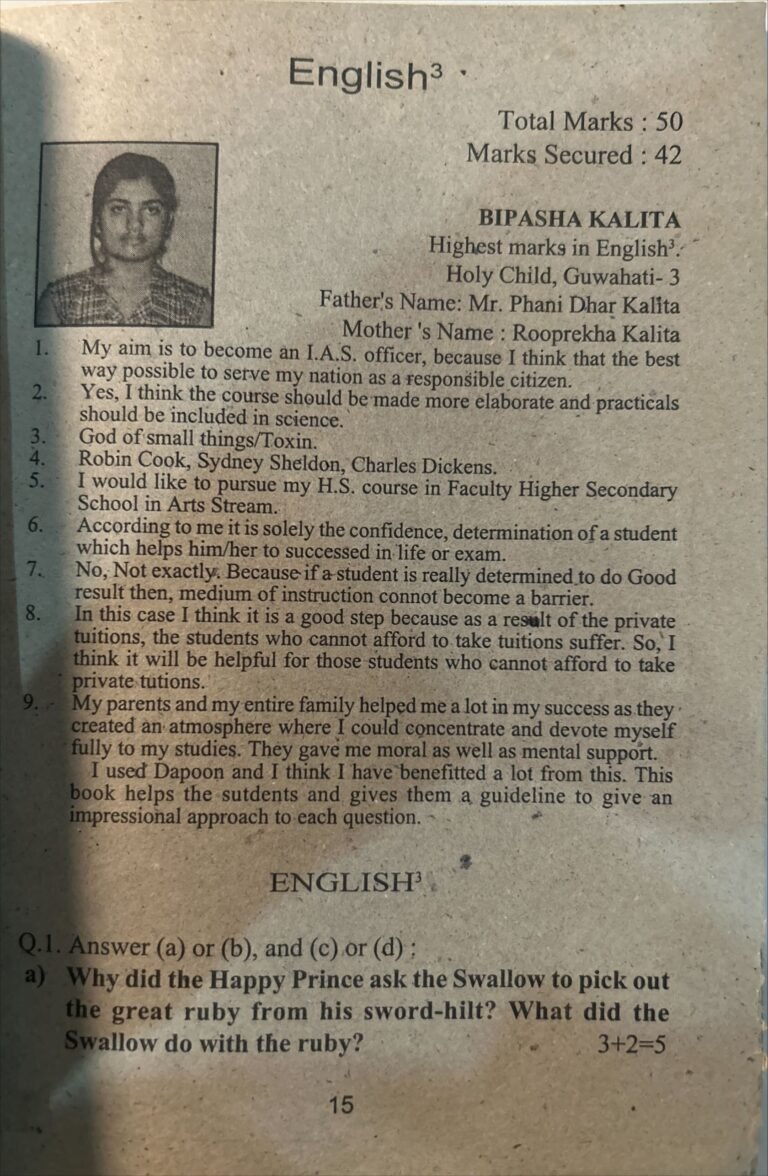 English³
Total Marks : 50
Marks Secured : 42
BIPASHA KALITA
Highest marks in English³.
Holy Child, Guwahati- 3
Father's Name: Mr. Phani Dhar Kalita
Mother 's Name : Rooprekha Kalita
1. My aim is to become an I.A.S. officer, because I think that the best
way possible to serve my nation as a responsible citizen.
2. Yes, I think the course should be made more elaborate and practicals
should be included in science.
3. God of small things/Toxin.
4. Robin Cook, Sydney Sheldon, Charles Dickens.
5. I would like to pursue my H.S. course in Faculty Higher Secondary
School in Arts Stream.
6. According to me it is solely the confidence, determination of a student
which helps him/her to successed in life or exam.
7. No, Not exactly. Because if a student is really determined to do Good
result then, medium of instruction connot become a barrier.
8. In this case I think it is a good step because as a result of the private
tuitions, the students who cannot afford to take tuitions suffer. So, I
think it will be helpful for those students who cannot afford to take
private tutions.
9. My parents and my entire family helped me a lot in my success as they
created an atmosphere where I could concentrate and devote myself
fully to my studies. They gave me moral as well as mental support.
I used Dapoon and I think I have benefitted a lot from this. This
book helps the sutdents and gives them a guideline to give an
impressional approach to each question.
ENGLISH³
Q.1. Answer (a) or (b), and (c) or (d) :
a) Why did the Happy Prince ask the Swallow to pick out
the great ruby from his sword-hilt? What did the
Swallow do with the ruby? 3+2=5
15